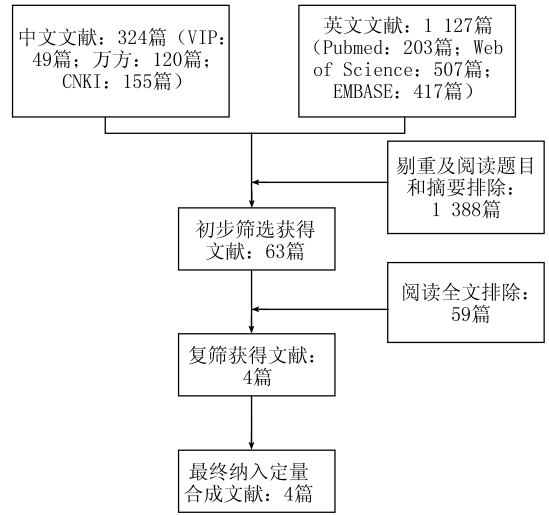 中文文献：324篇（VIP：
49篇；万方：120篇；
CNKI：155篇）
英文文献：1 127篇
（Pubmed：203篇；Web
of Science：507篇；
EMBASE：417篇）
剔重及阅读题目
和摘要排除：
1 388篇
初步筛选获得
文献：63篇
阅读全文排除：
59篇
复筛获得文献：
4篇
最终纳入定量
合成文献：4篇